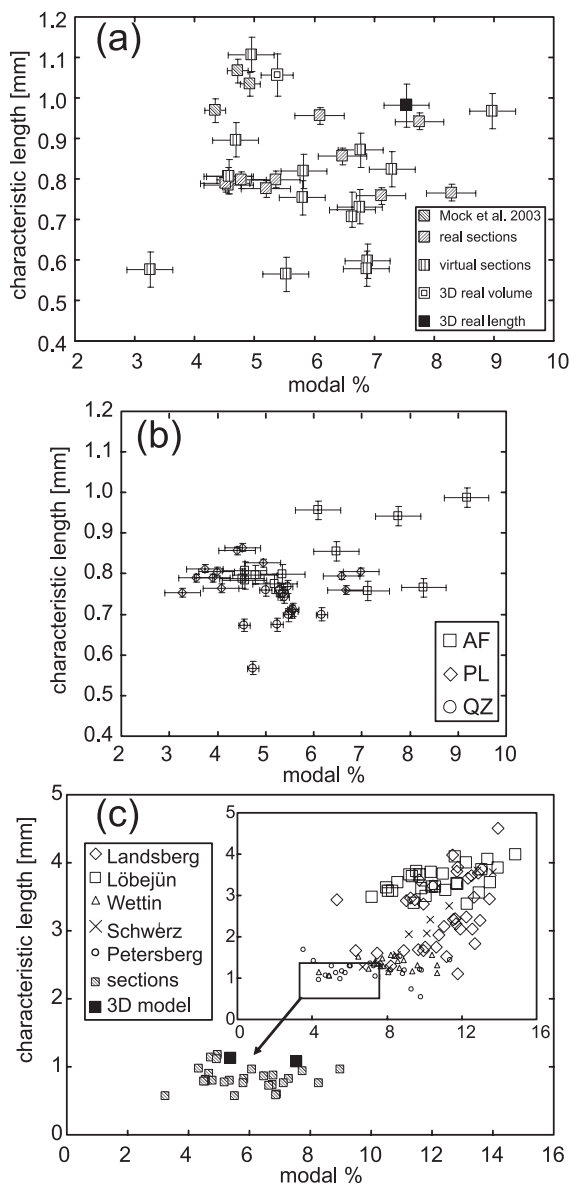 (a)
characteristic length [mm]
1.2
1.1
1.0
0.9
0.8
0.7
0.6
0.5
0.4
Mock et al. 2003
real sections
virtual sections
3D real volume
3D real length
2 3 4 5 6 7 8 9 10
modal %
(b)
characteristic length [mm]
1.2
1.1
1.0
0.9
0.8
0.7
0.6
0.5
0.4
AF
PL
QZ
2 3 4 5 6 7 8 9 10
modal %
(c)
characteristic length [mm]
5
4
3
2
1
0
Landsberg
Löbejün
Wettin
Schwerz
Petersberg
sections
3D model
5
4
3
2
1
0
0 4 8 12 16
0 2 4 6 8 10 12 14 16
modal %